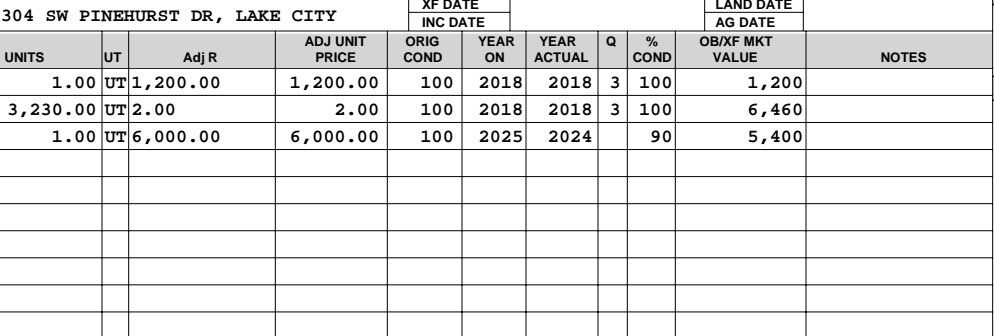 XF DATE LAND DATE
304 SW PINEHURST DR, LAKE CITY INC DATE AG DATE
UNITS UT Adj R ADJ UNIT PRICE ORIG COND YEAR ON YEAR ACTUAL Q % COND OB/XF MKT VALUE NOTES
1.00 UT 1,200.00 1,200.00 100 2018 2018 3 100 1,200
3,230.00 UT 2.00 2.00 100 2018 2018 3 100 6,460
1.00 UT 6,000.00 6,000.00 100 2025 2024 90 5,400